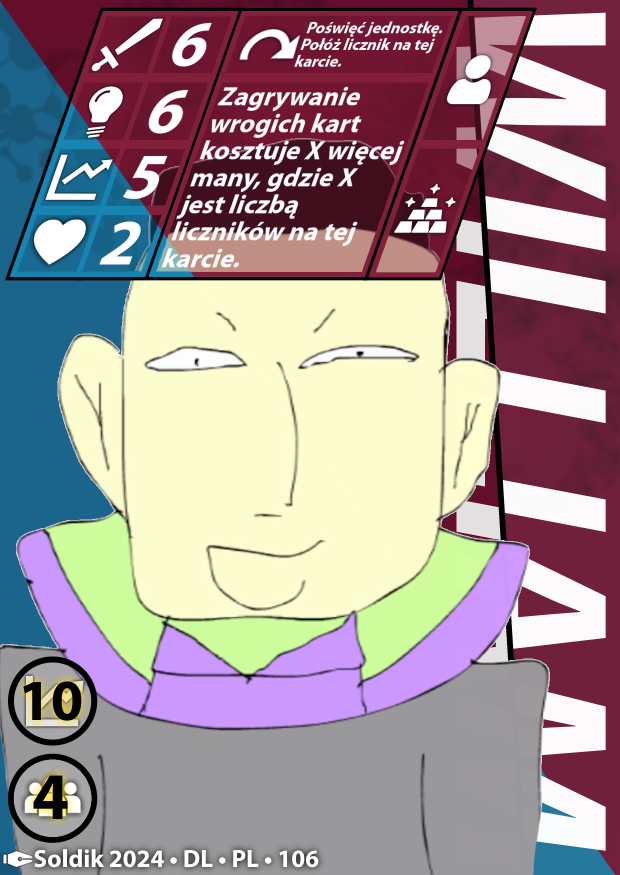 6
Poświęć jednostkę.
Połóż licznik na tej
karcie.
6
Zagrywanie
wrogich kart
kosztuje X więcej
many, gdzie X
jest liczbą
liczników na tej
karcie.
5
2
10
4
Soldik 2024 • DL • PL • 106